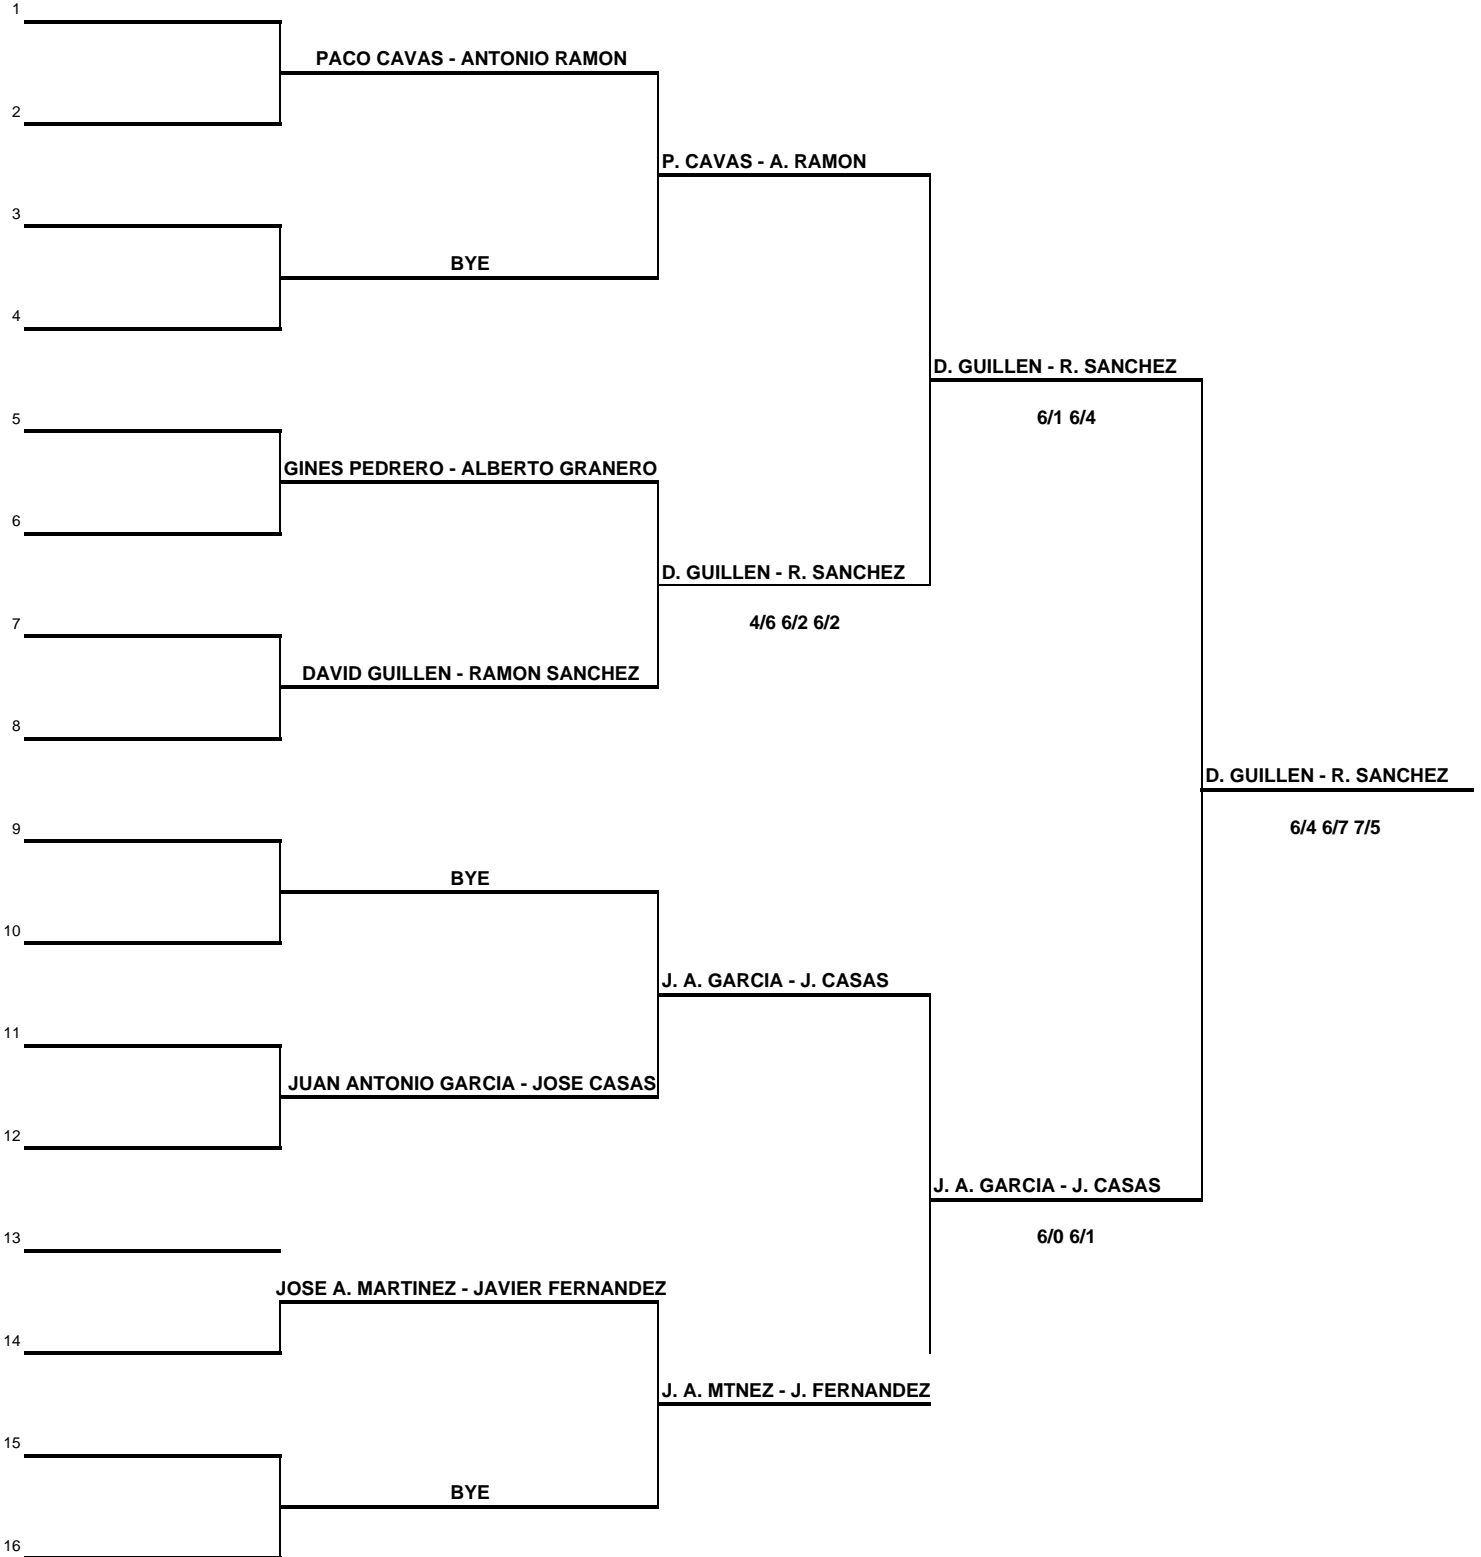 1
PACO CAVAS - ANTONIO RAMON
2
P. CAVAS - A. RAMON
3
BYE
4
D. GUILLEN - R. SANCHEZ
6/1 6/4
5
GINES PEDRERO - ALBERTO GRANERO
6
D. GUILLEN - R. SANCHEZ
4/6 6/2 6/2
7
DAVID GUILLEN - RAMON SANCHEZ
8
D. GUILLEN - R. SANCHEZ
6/4 6/7 7/5
9
BYE
10
J. A. GARCIA - J. CASAS
11
JUAN ANTONIO GARCIA - JOSE CASAS
12
J. A. GARCIA - J. CASAS
6/0 6/1
13
JOSE A. MARTINEZ - JAVIER FERNANDEZ
14
J. A. MTNEZ - J. FERNANDEZ
15
BYE
16